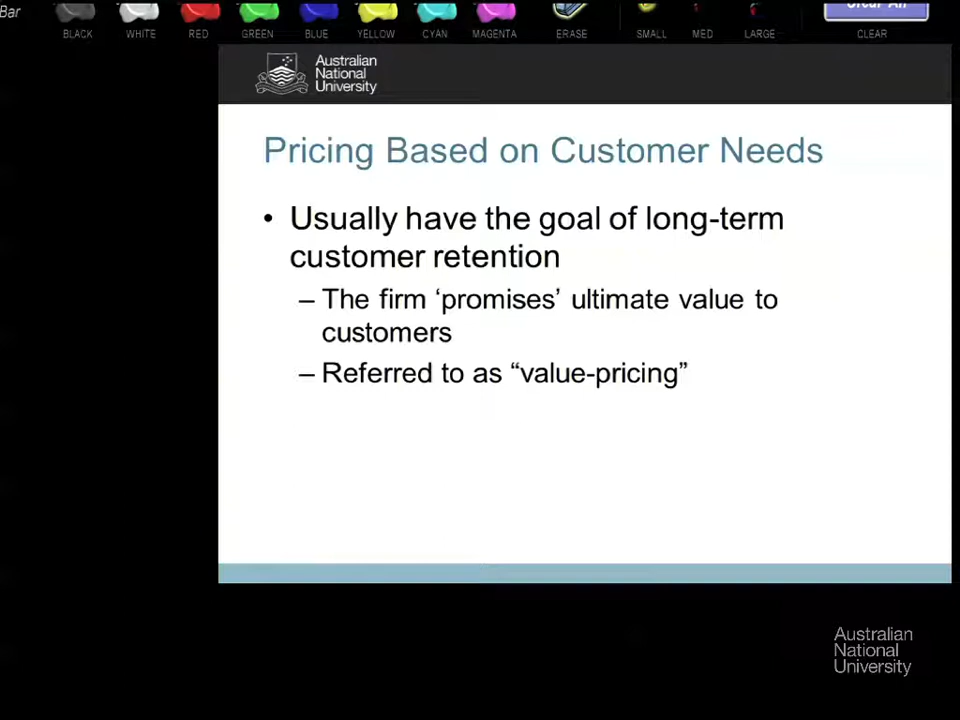 Bar
BLACK WHITE RED GREEN BLUE YELLOW CYAN MAGENTA ERASE SMALL MED LARGE CLEAR
Australian
National
University
Pricing Based on Customer Needs
• Usually have the goal of long-term
customer retention
– The firm ‘promises’ ultimate value to
customers
– Referred to as “value-pricing”
Australian
National
University